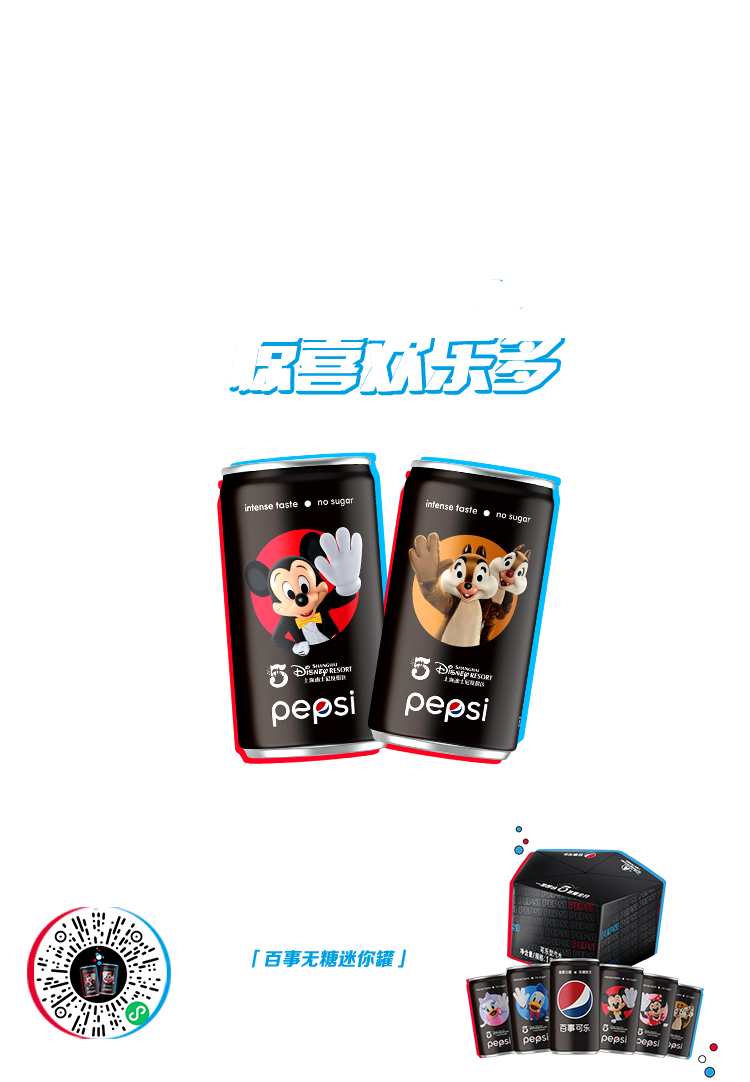 惊喜欢乐多
intense taste ● no sugar
SHANGHAI
DISNEY RESORT
上海迪士尼度假区
pepsi
intense taste ● no sugar
SHANGHAI
DISNEY RESORT
上海迪士尼度假区
pepsi
PEPSI
「百事无糖迷你罐」
pepsi
pepsi
百事可乐
pepsi
pepsi
pepsi